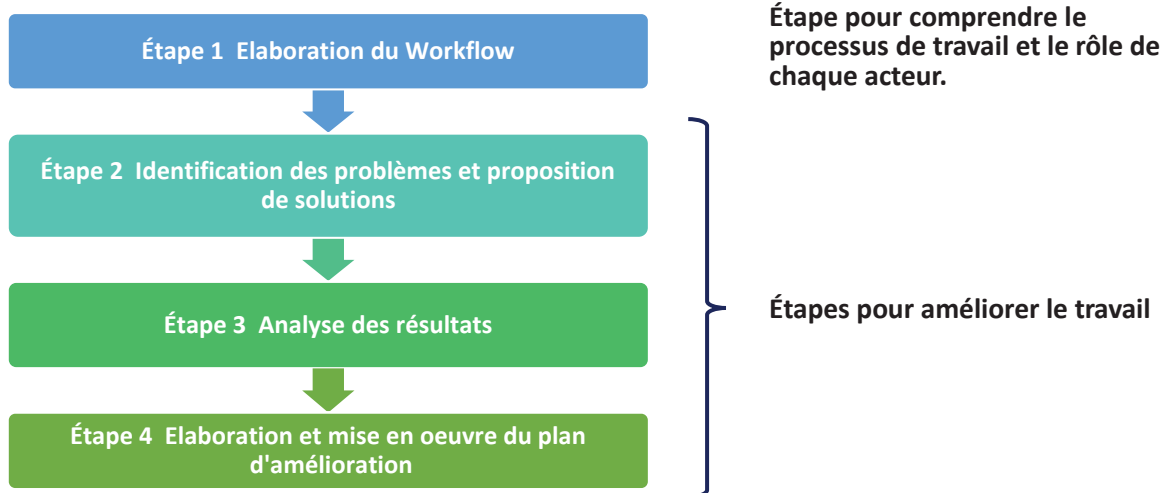 Étape 1 Elaboration du Workflow
Étape pour comprendre le
processus de travail et le rôle de
chaque acteur.
Étape 2 Identification des problèmes et proposition
de solutions
Étape 3 Analyse des résultats
Étapes pour améliorer le travail
Étape 4 Elaboration et mise en oeuvre du plan
d'amélioration